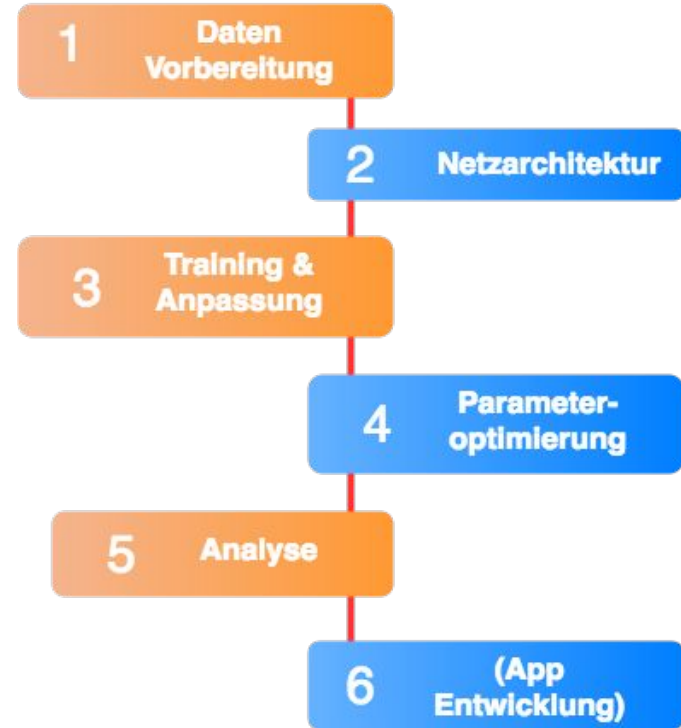 1
Daten
Vorbereitung
2
Netzarchitektur
3
Training &
Anpassung
4
Parameter-
optimierung
5
Analyse
6
(App
Entwicklung)